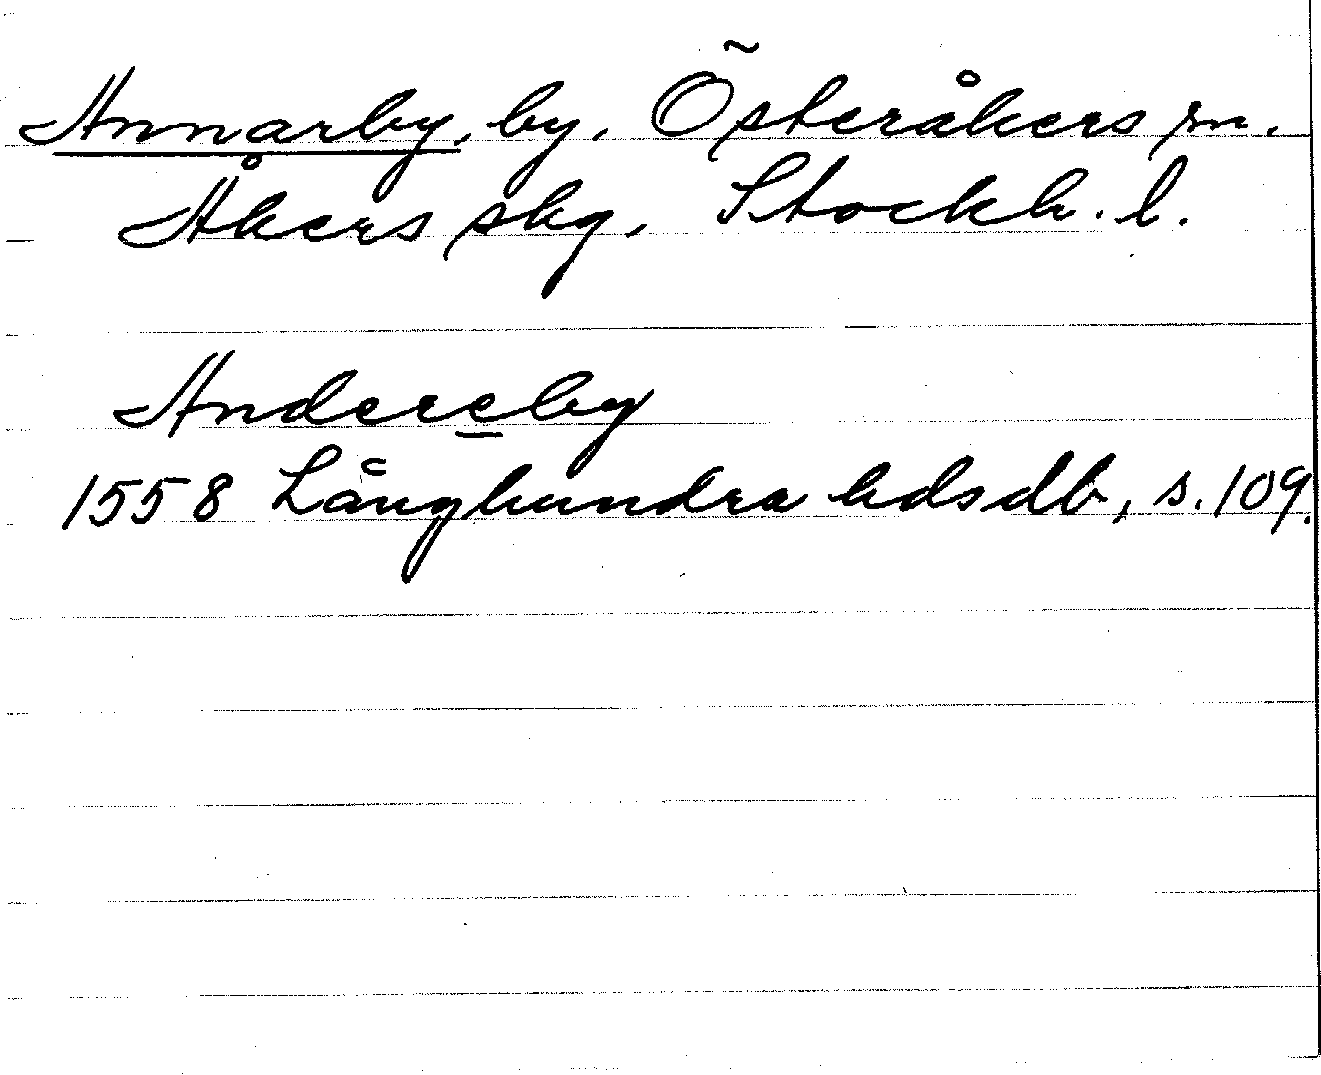 Annarby, by, Österåkers sn.
Åkers skg, Stockh. l.
Andereby
1558 Långhundra hdsdb, s. 109.